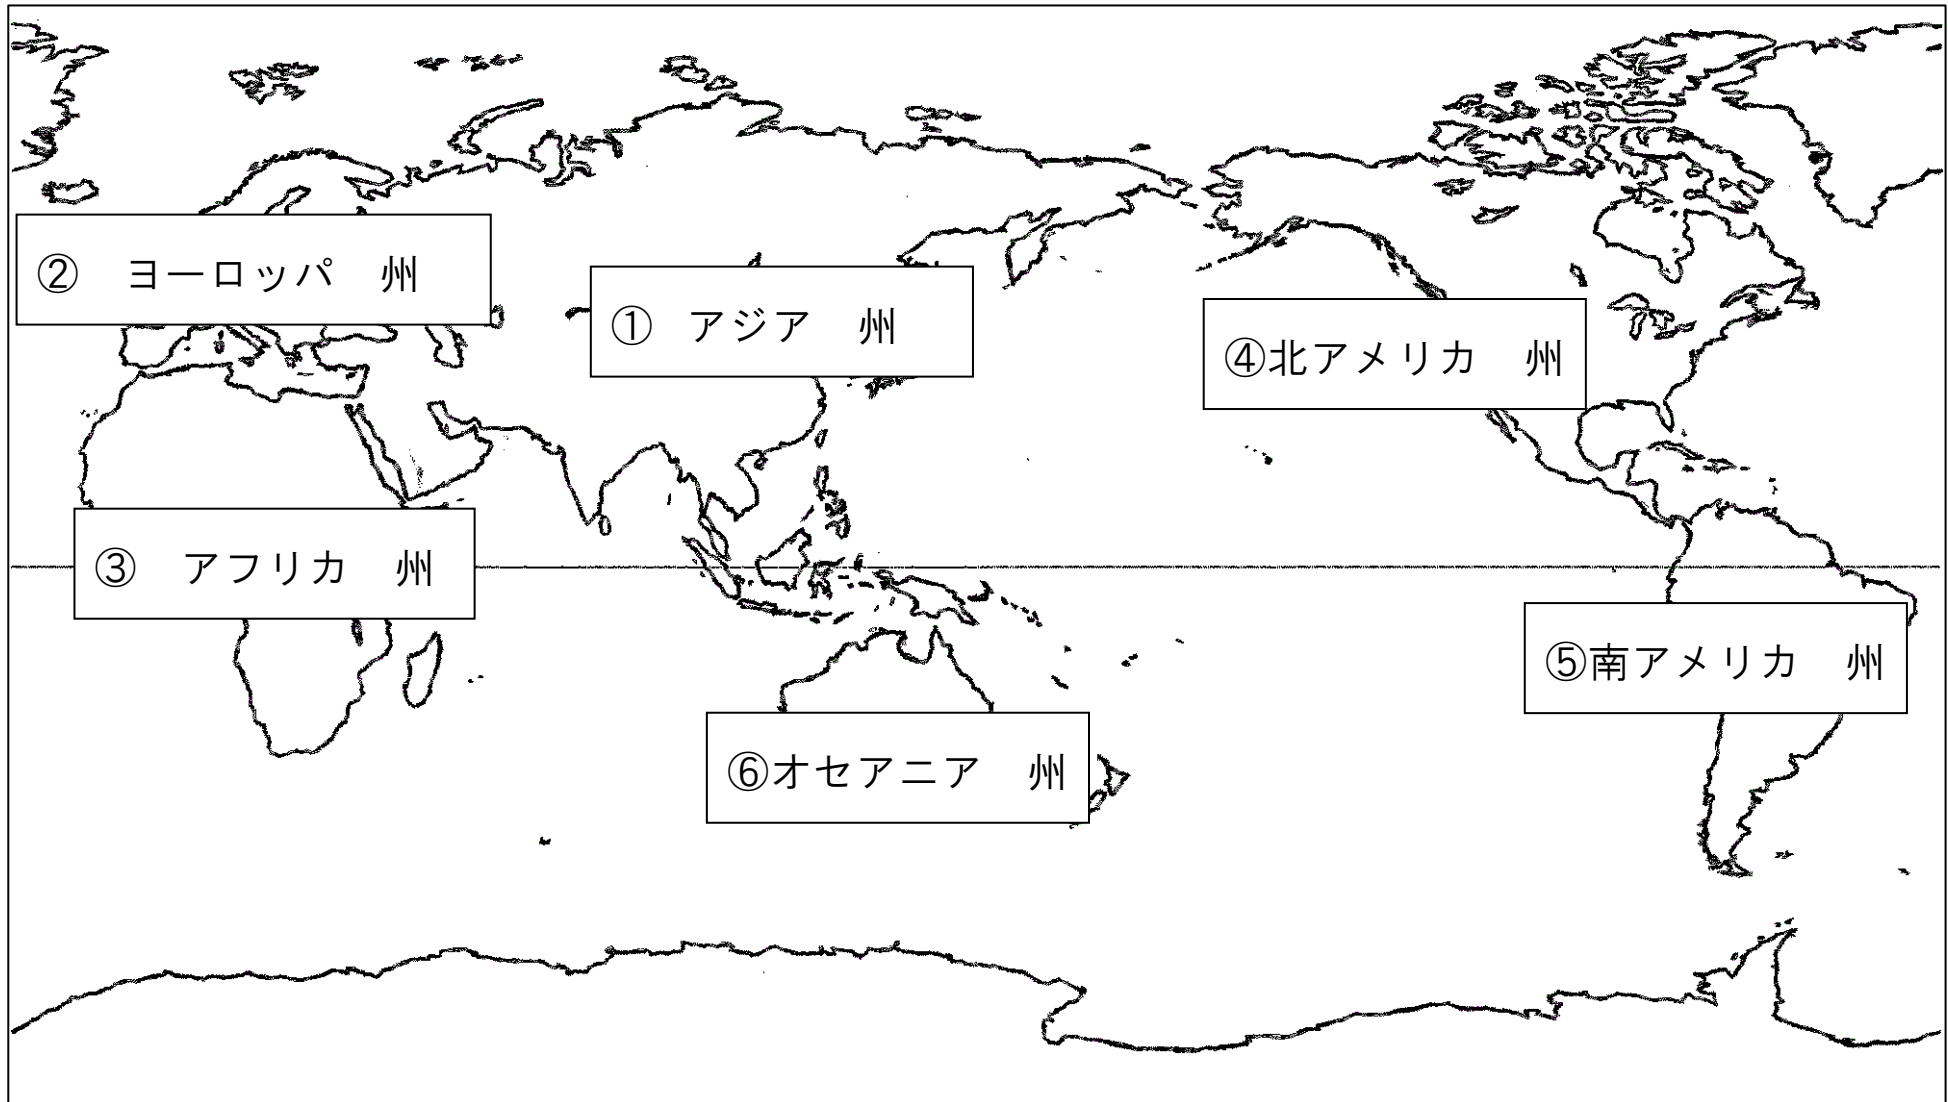 ② ヨーロッパ 州
① アジア 州
④北アメリカ 州
③ アフリカ 州
⑤南アメリカ 州
⑥オセアニア 州